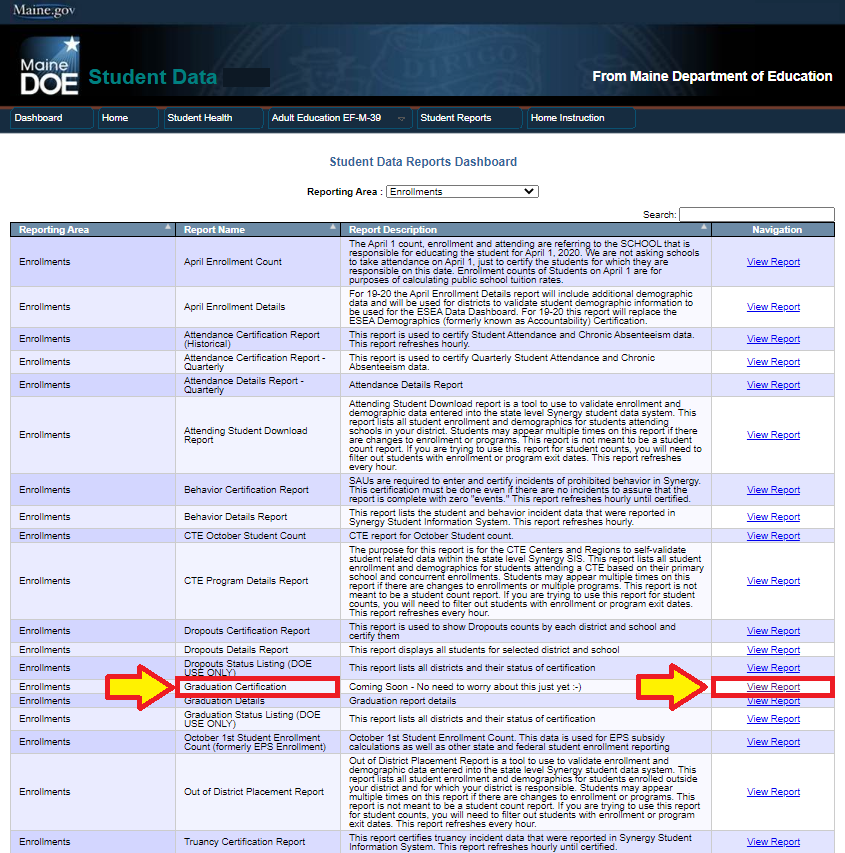 Maine.gov
Maine
DOE
Student Data
From Maine Department of Education
Dashboard Home Student Health Adult Education EF-M-39 Student Reports Home Instruction
Student Data Reports Dashboard
Reporting Area : Enrollments
Search:
Reporting Area Report Name Report Description Navigation
Enrollments
April Enrollment Count
The April 1 count, enrollment and attending are referring to the SCHOOL that is
responsible for educating the student for April 1, 2020. We are not asking schools
to take attendance on April 1, just to certify the students for which they are
responsible on this date. Enrollment counts of Students on April 1 are for
purposes of calculating public school tuition rates.
View Report
Enrollments
April Enrollment Details
For 19-20 the April Enrollment Details report will include additional demographic
data and will be used for districts to validate student demographic information to
be used for the ESEA Data Dashboard. For 19-20 this report will replace the
ESEA Demographics (formerly known as Accountability) Certification.
View Report
Enrollments
Attendance Certification Report
(Historical)
This report is used to certify Student Attendance and Chronic Absenteeism data.
This report refreshes hourly.
View Report
Enrollments
Attendance Certification Report -
Quarterly
This report is used to certify Quarterly Student Attendance and Chronic
Absenteeism data.
View Report
Enrollments
Attendance Details Report -
Quarterly
Attendance Details Report
View Report
Enrollments
Attending Student Download
Report
Attending Student Download report is a tool to use to validate enrollment and
demographic data entered into the state level Synergy student data system. This
report lists all student enrollment and demographics for students attending
schools in your district. Students may appear multiple times on this report if there
are changes to enrollment or programs. This report is not meant to be a student
count report. If you are trying to use this report for student counts, you will need to
filter out students with enrollment or program exit dates. This report refreshes
every hour.
View Report
Enrollments
Behavior Certification Report
SAUs are required to enter and certify incidents of prohibited behavior in Synergy.
This certification must be done even if there are no incidents to assure that the
report is complete with zero "events." This report refreshes hourly until certified.
View Report
Enrollments
Behavior Details Report
This report lists the student and behavior incident data that were reported in
Synergy Student Information System. This report refreshes hourly.
View Report
Enrollments
CTE October Student Count
CTE report for October Student count.
View Report
Enrollments
CTE Program Details Report
The purpose for this report is for the CTE Centers and Regions to self-validate
student related data within the state level Synergy SIS. This report lists all student
enrollment and demographics for students attending a CTE based on their primary
school and concurrent enrollments. Students may appear multiple times on this
report if there are changes to enrollments or multiple programs. This report is not
meant to be a student count report. If you are trying to use this report for student
counts, you will need to filter out students with enrollment or program exit dates.
This report refreshes every hour.
View Report
Enrollments
Dropouts Certification Report
This report is used to show Dropouts counts by each district and school and
certify them
View Report
Enrollments
Dropouts Details Report
This report displays all students for selected district and school
View Report
Enrollments
Dropouts Status Listing (DOE
USE ONLY)
This report lists all districts and their status of certification
View Report
Enrollments
Graduation Certification
Coming Soon - No need to worry about this just yet :-)
View Report
Enrollments
Graduation Details
Graduation report details
View Report
Enrollments
Graduation Status Listing (DOE
USE ONLY)
This report lists all districts and their status of certification
View Report
Enrollments
October 1st Student Enrollment
Count (formerly EPS Enrollment)
October 1st Student Enrollment Count. This data is used for EPS subsidy
calculations as well as other state and federal student enrollment reporting
View Report
Enrollments
Out of District Placement Report
Out of District Placement Report is a tool to use to validate enrollment and
demographic data entered into the state level Synergy student data system. This
report lists all student enrollment and demographics for students enrolled outside
your district and for which your district is responsible. Students may appear
multiple times on this report if there are changes to enrollment or programs. This
report is not meant to be a student count report. If you are trying to use this report
for student counts, you will need to filter out students with enrollment or program
exit dates. This report refreshes every hour.
View Report
Enrollments
Truancy Certification Report
This report certifies truancy incident data that were reported in Synergy Student
Information System. This report refreshes hourly until certified.
View Report